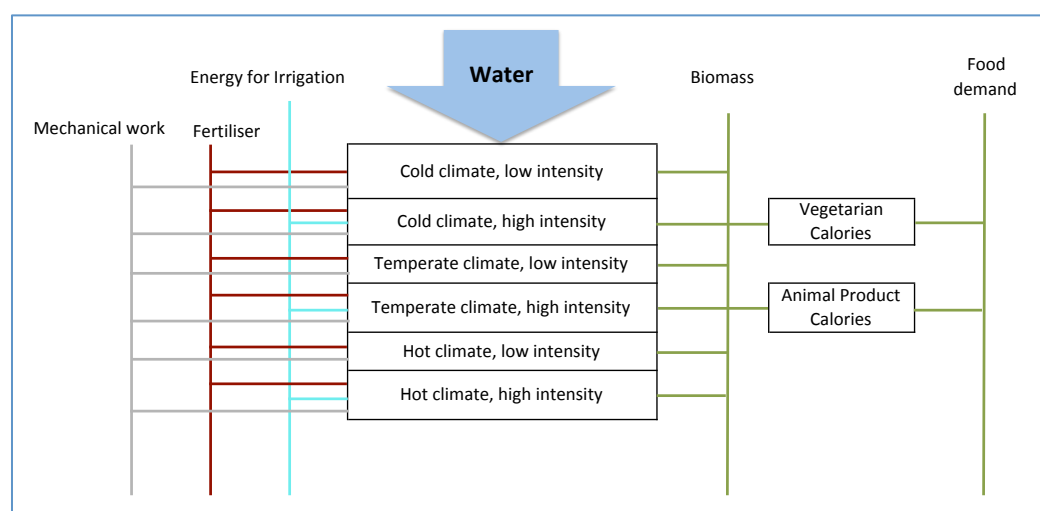 Water
Energy for Irrigation
Biomass
Food
demand
Mechanical work
Fertiliser
Cold climate, low intensity
Cold climate, high intensity
Vegetarian
Calories
Temperate climate, low intensity
Temperate climate, high intensity
Animal Product
Calories
Hot climate, low intensity
Hot climate, high intensity